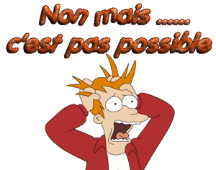 Non mais ......
c'est pas possible